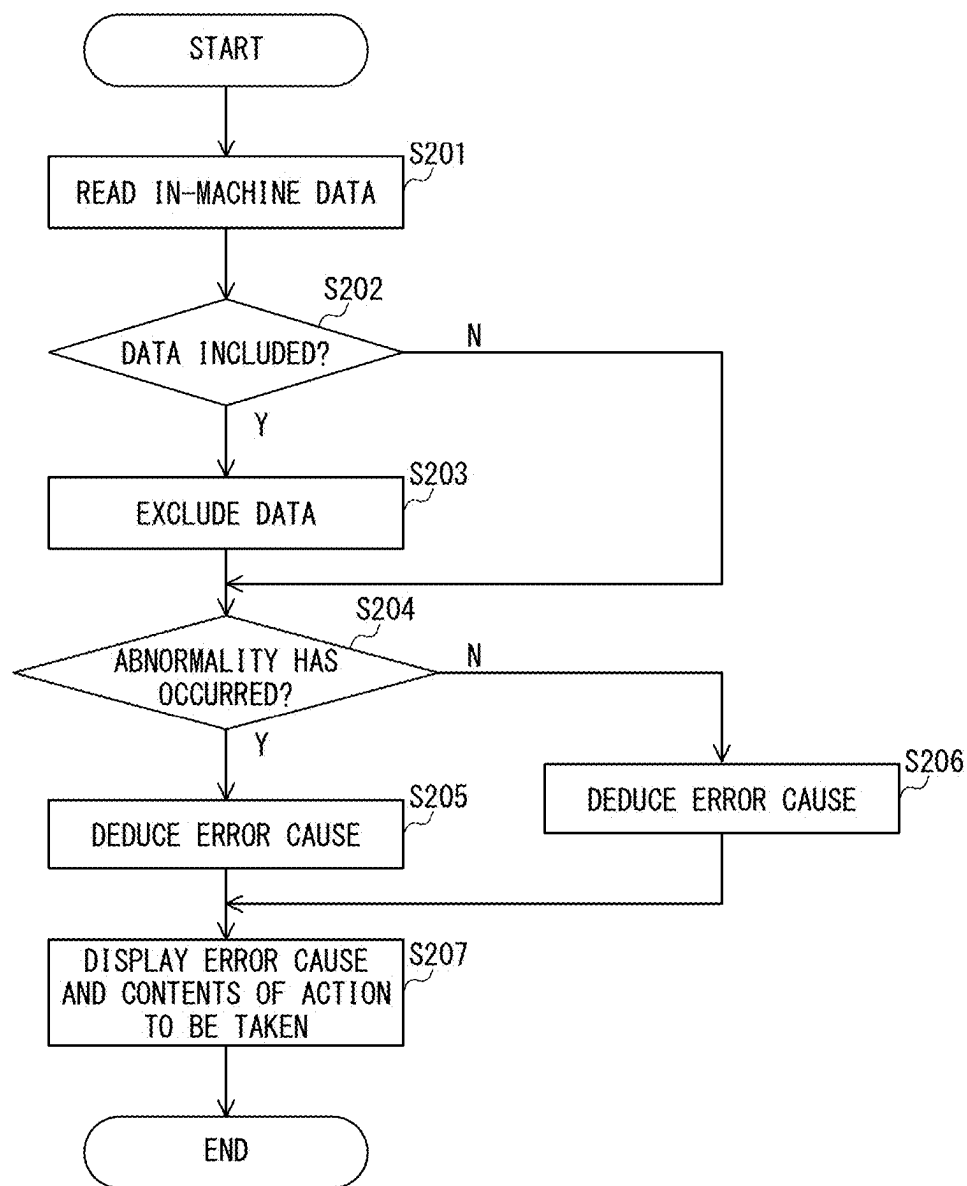 START
S201
READ IN-MACHINE DATA
S202
DATA INCLUDED?
N
Y
S203
EXCLUDE DATA
S204
ABNORMALITY HAS
OCCURRED?
N
Y
S205
DEDUCE ERROR CAUSE
S206
DEDUCE ERROR CAUSE
S207
DISPLAY ERROR CAUSE
AND CONTENTS OF ACTION
TO BE TAKEN
END